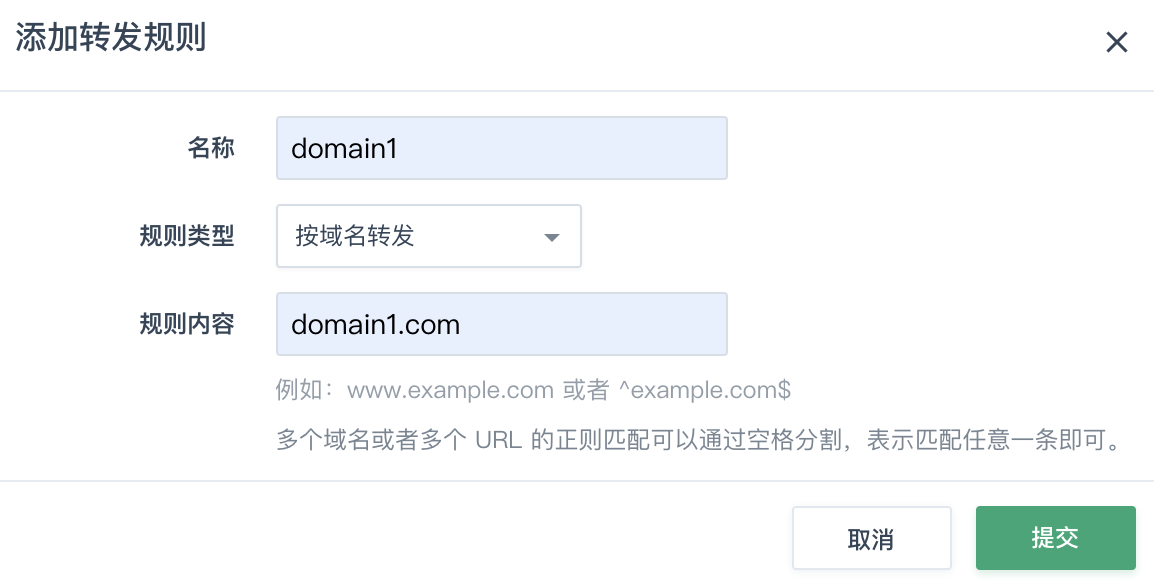 添加转发规则
名称 domain1
规则类型 按域名转发
规则内容 domain1.com
例如：www.example.com 或者 ^example.com$
多个域名或者多个 URL 的正则匹配可以通过空格分割，表示匹配任意一条即可。
取消 提交